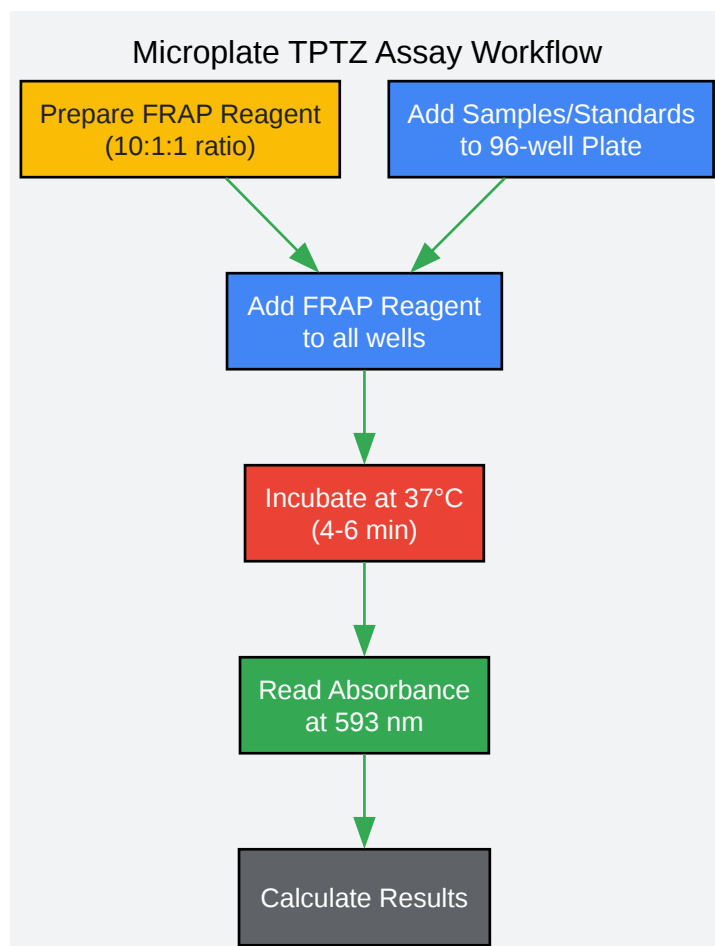 Microplate TPTZ Assay Workflow
Prepare FRAP Reagent
(10:1:1 ratio)
Add Samples/Standards
to 96-well Plate
Add FRAP Reagent
to all wells
Incubate at 37°C
(4-6 min)
Read Absorbance
at 593 nm
Calculate Results